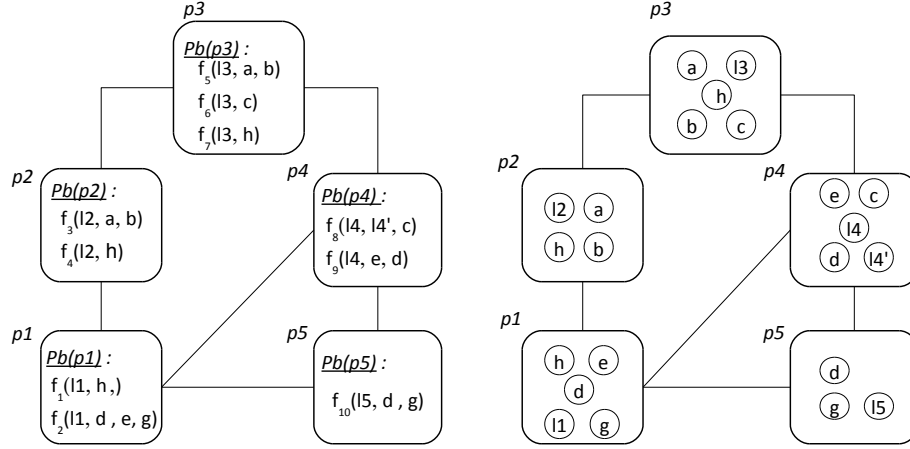 p3
Pb(p3) :
f5(l3, a, b)
f6(l3, c)
f7(l3, h)
p2
Pb(p2) :
f3(l2, a, b)
f4(l2, h)
p4
Pb(p4) :
f8(l4, l4', c)
f9(l4, e, d)
p1
Pb(p1) :
f1(l1, h,)
f2(l1, d , e, g)
p5
Pb(p5) :
f10(l5, d , g)
p3
a l3
h
b c
p2
l2 a
h b
p4
e c
l4
d l4'
p1
h e
d
l1 g
p5
d
g l5